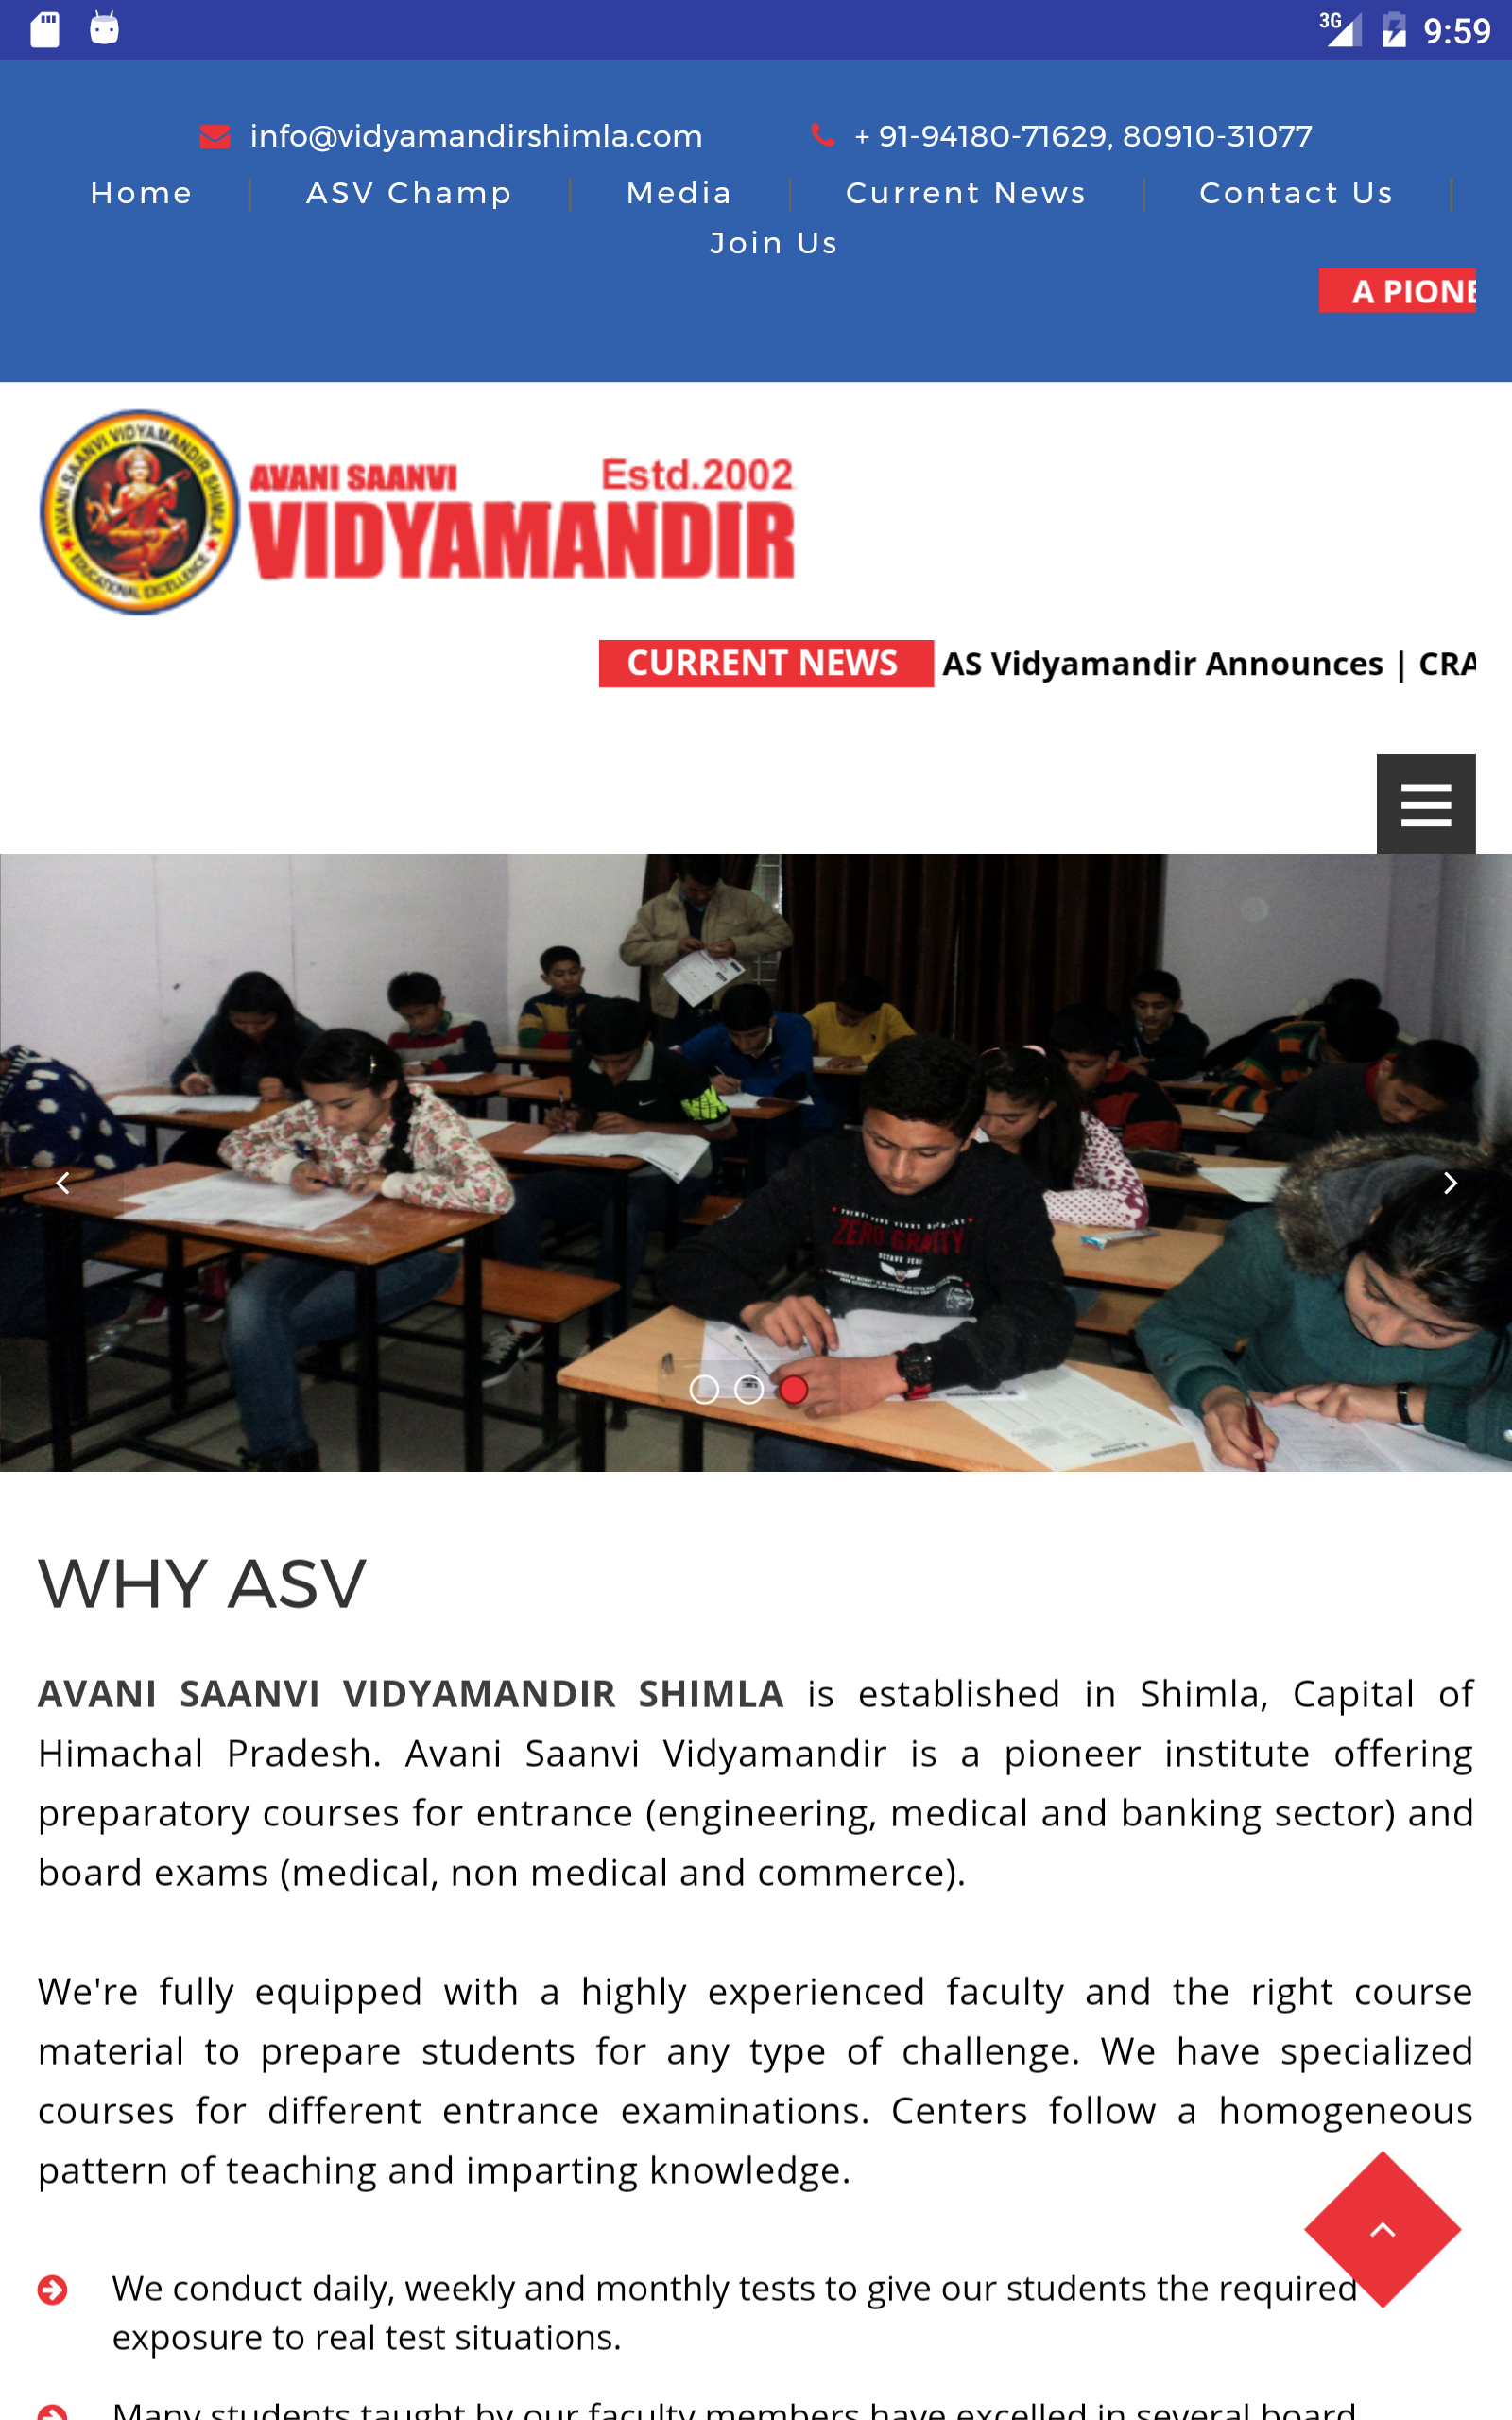 3G 9:59
info@vidyamandirshimla.com + 91-94180-71629, 80910-31077
Home ASV Champ Media Current News Contact Us
Join Us
A PIONE
AVANI SAANVI VIDYAMANDIR SHIMLA
EDUCATIONAL EXCELLENCE
AVANI SAANVI Estd.2002
VIDYAMANDIR
CURRENT NEWS AS Vidyamandir Announces | CRA
ZERO GRAITY
OCTAVE ZERO
WHY ASV
AVANI SAANVI VIDYAMANDIR SHIMLA is established in Shimla, Capital of
Himachal Pradesh. Avani Saanvi Vidyamandir is a pioneer institute offering
preparatory courses for entrance (engineering, medical and banking sector) and
board exams (medical, non medical and commerce).
We're fully equipped with a highly experienced faculty and the right course
material to prepare students for any type of challenge. We have specialized
courses for different entrance examinations. Centers follow a homogeneous
pattern of teaching and imparting knowledge.
We conduct daily, weekly and monthly tests to give our students the required
exposure to real test situations.
Many students taught by our faculty members have excelled in several board